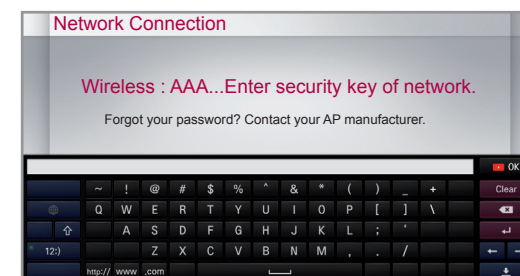 Network Connection
Wireless : AAA...Enter security key of network.
Forgot your password? Contact your AP manufacturer.
OK
~ ! @ # $ % ^ & * ( ) _ + Clear
Q W E R T Y U I O P [ ] \
A S D F G H J K L ; '
12:) Z X C V B N M , . /
http:// www .com